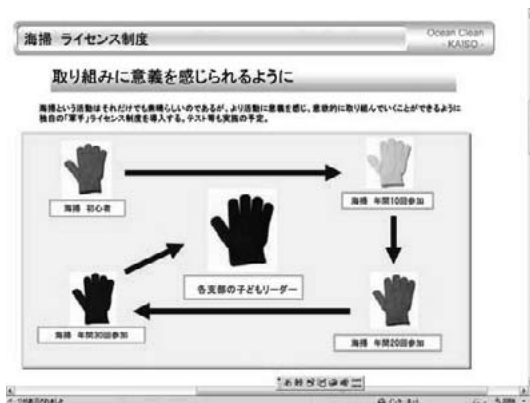 海掃 ライセンス制度
Ocean Clean
- KAISO -
取り組みに意義を感じられるように
海掃という活動はそれだけでも素晴らしいのであるが、より活動に意義を感じ、意欲的に取り組んでいくことができるように
独自の「軍手」ライセンス制度を導入する。テスト等も実施の予定。
海掃 初心者
海掃 年間10回参加
各支部の子どもリーダー
海掃 年間30回参加
海掃 年間20回参加